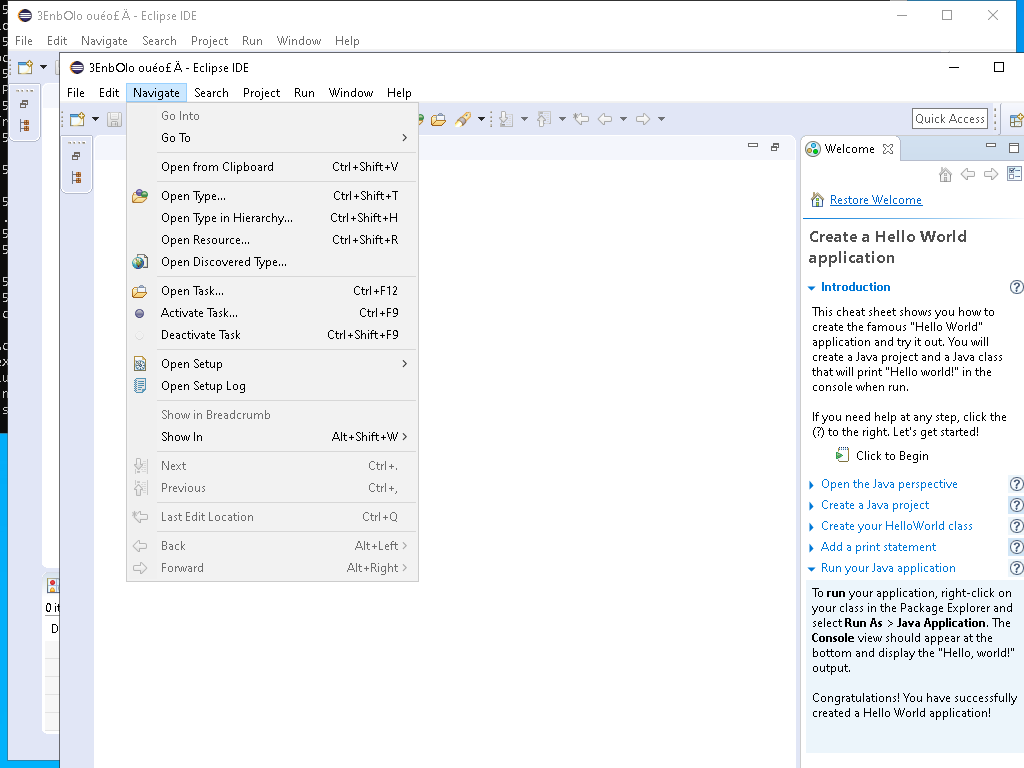 3EnbOlo ouéo£Ä - Eclipse IDE
File Edit Navigate Search Project Run Window Help
3EnbOlo ouéo£Ä - Eclipse IDE
File Edit Navigate Search Project Run Window Help
Quick Access
Go Into
Go To
Open from Clipboard Ctrl+Shift+V
Open Type... Ctrl+Shift+T
Open Type in Hierarchy... Ctrl+Shift+H
Open Resource... Ctrl+Shift+R
Open Discovered Type...
Open Task... Ctrl+F12
Activate Task... Ctrl+F9
Deactivate Task Ctrl+Shift+F9
Open Setup
Open Setup Log
Show in Breadcrumb
Show In Alt+Shift+W
Next Ctrl+.
Previous Ctrl+,
Last Edit Location Ctrl+Q
Back Alt+Left
Forward Alt+Right
Welcome
Restore Welcome
Create a Hello World
application
Introduction
This cheat sheet shows you how to
create the famous "Hello World"
application and try it out. You will
create a Java project and a Java class
that will print "Hello world!" in the
console when run.
If you need help at any step, click the
(?) to the right. Let's get started!
Click to Begin
Open the Java perspective
Create a Java project
Create your HelloWorld class
Add a print statement
Run your Java application
To run your application, right-click on
your class in the Package Explorer and
select Run As > Java Application. The
Console view should appear at the
bottom and display the "Hello, world!"
output.
Congratulations! You have successfully
created a Hello World application!